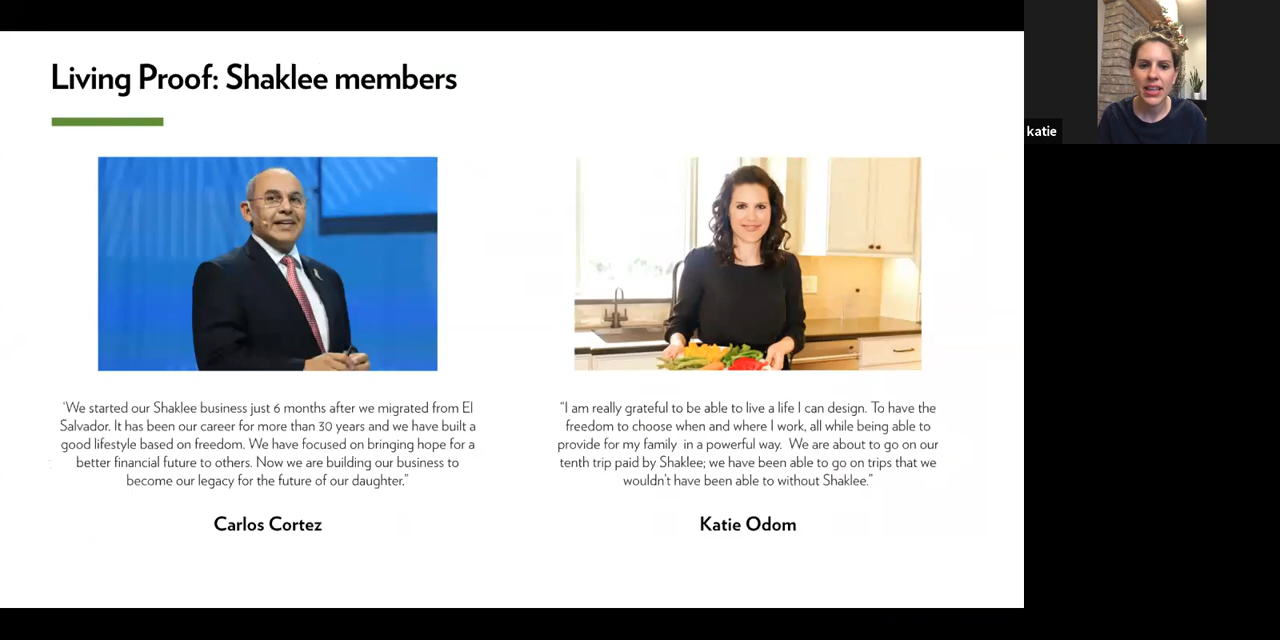 Living Proof: Shaklee members
katie
‘We started our Shaklee business just 6 months after we migrated from El
Salvador. It has been our career for more than 30 years and we have built a
good lifestyle based on freedom. We have focused on bringing hope for a
better financial future to others. Now we are building our business to
become our legacy for the future of our daughter.”
Carlos Cortez
“I am really grateful to be able to live a life I can design. To have the
freedom to choose when and where I work, all while being able to
provide for my family in a powerful way. We are about to go on our
tenth trip paid by Shaklee; we have been able to go on trips that we
wouldn’t have been able to without Shaklee.”
Katie Odom